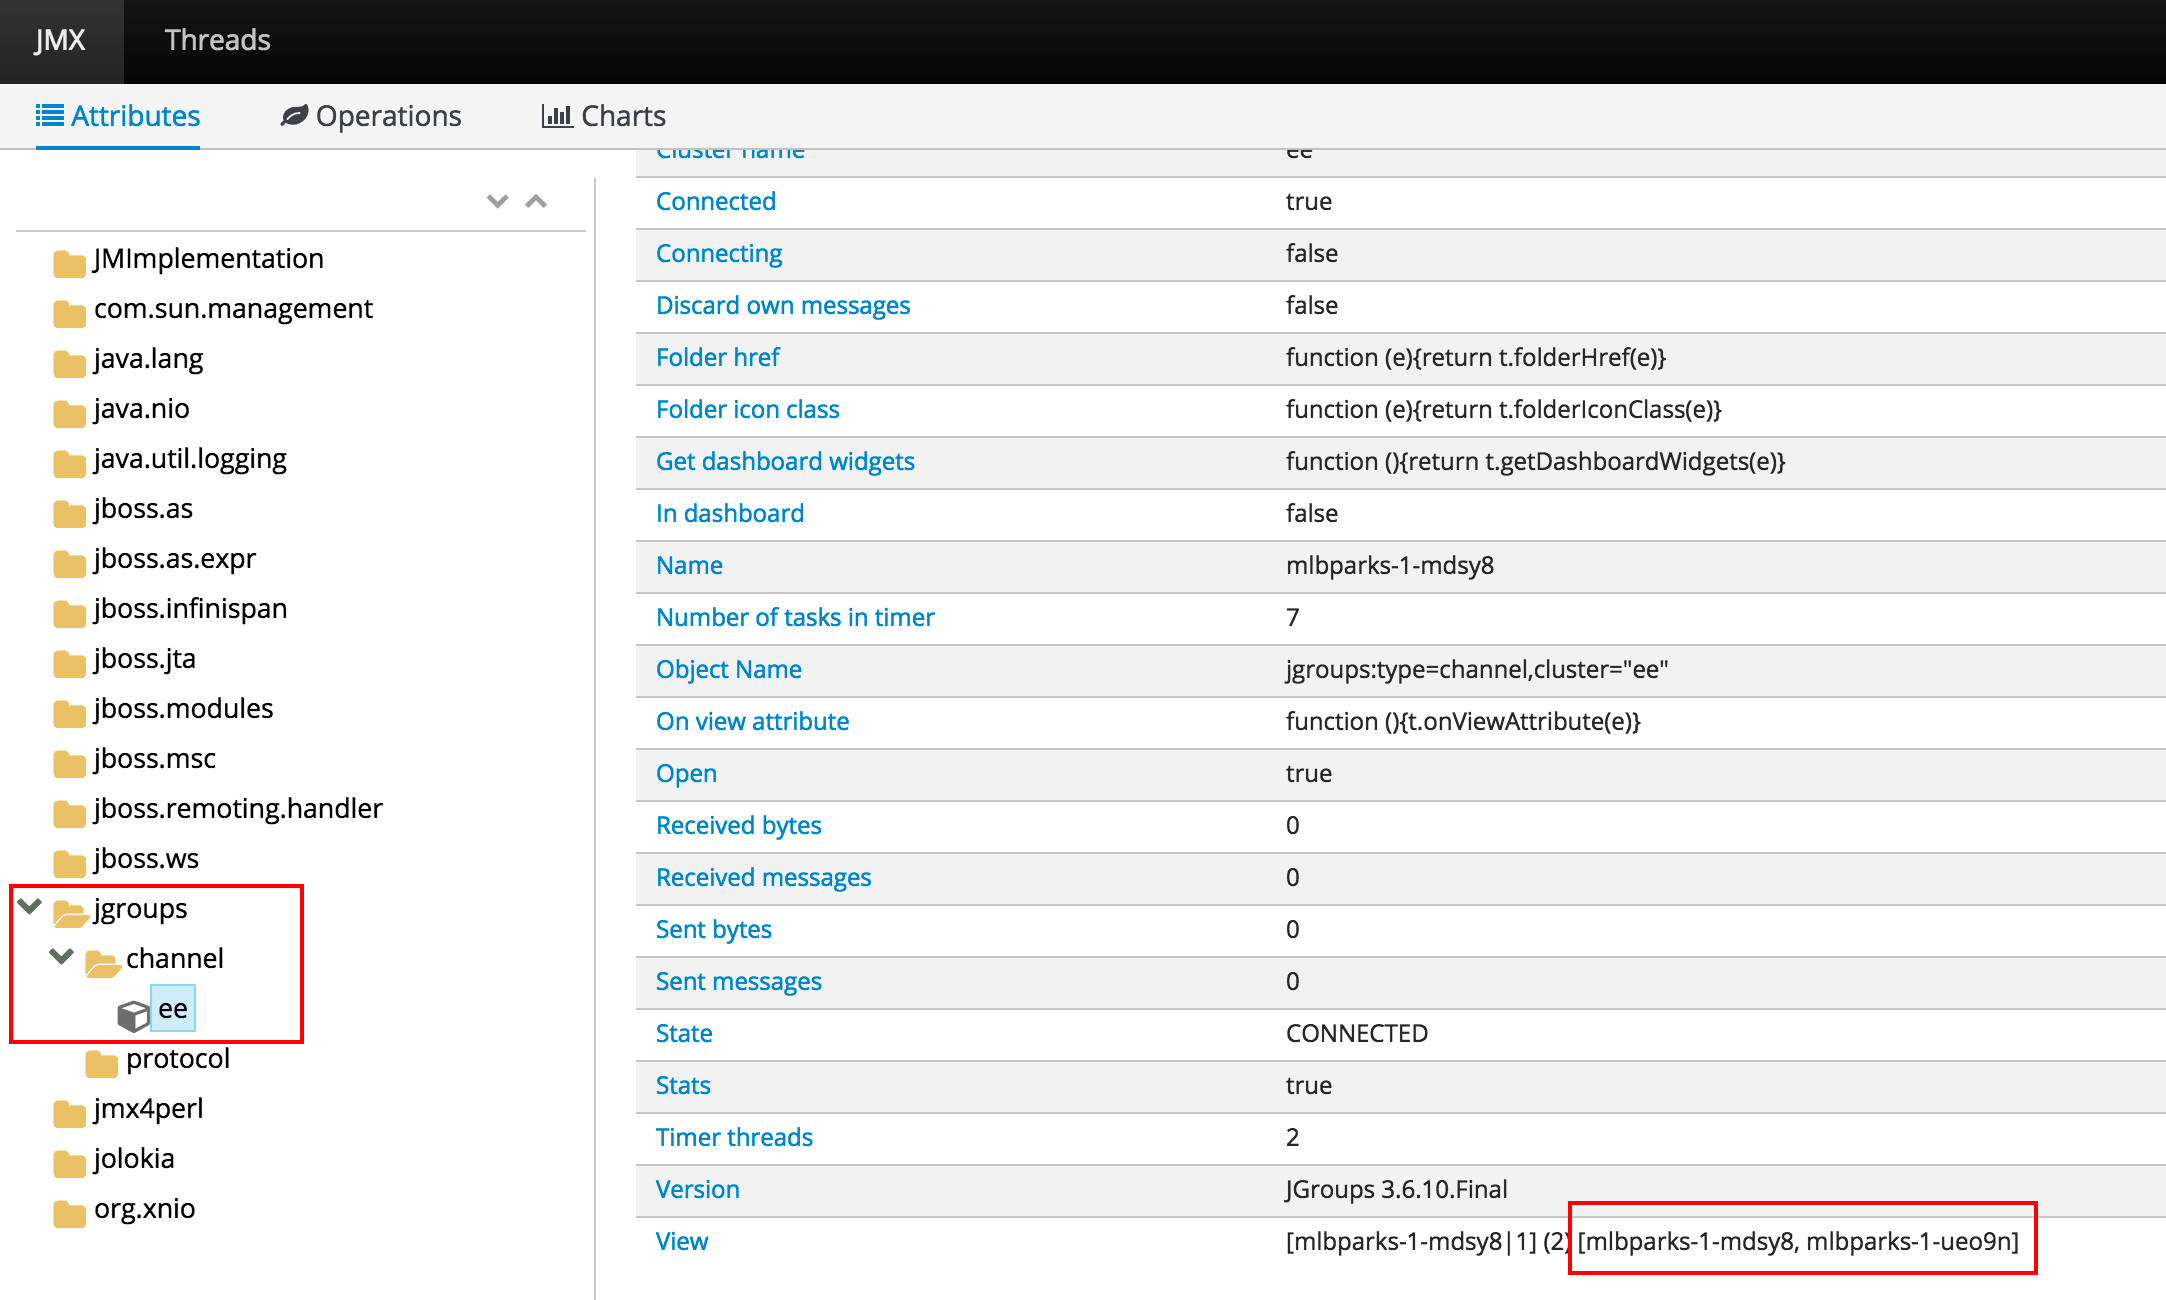 JMX Threads
Attributes Operations Charts
JMImplementation
com.sun.management
java.lang
java.nio
java.util.logging
jboss.as
jboss.as.expr
jboss.infinispan
jboss.jta
jboss.modules
jboss.msc
jboss.remoting.handler
jboss.ws
jgroups
channel
ee
protocol
jmx4perl
jolokia
org.xnio
Cluster name ee
Connected true
Connecting false
Discard own messages false
Folder href function (e){return t.folderHref(e)}
Folder icon class function (e){return t.folderIconClass(e)}
Get dashboard widgets function (){return t.getDashboardWidgets(e)}
In dashboard false
Name mlbparks-1-mdsy8
Number of tasks in timer 7
Object Name jgroups:type=channel,cluster="ee"
On view attribute function (){t.onViewAttribute(e)}
Open true
Received bytes 0
Received messages 0
Sent bytes 0
Sent messages 0
State CONNECTED
Stats true
Timer threads 2
Version JGroups 3.6.10.Final
View [mlbparks-1-mdsy8|1] (2) [mlbparks-1-mdsy8, mlbparks-1-ueo9n]